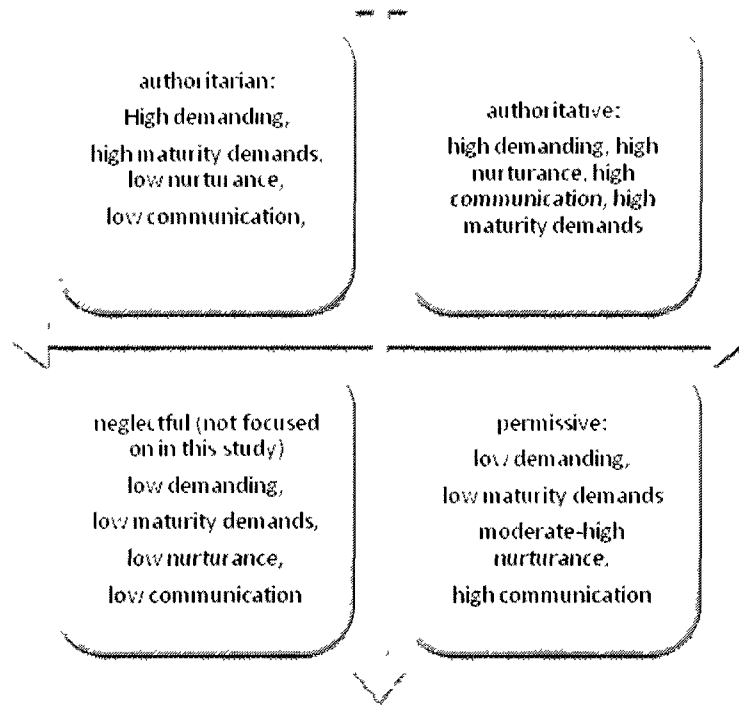 authoritarian:
High demanding,
high maturity demands,
low nurturance,
low communication,
authoritative:
high demanding, high
nurturance, high
communication, high
maturity demands
neglectful (not focused
on in this study)
low demanding,
low maturity demands,
low nurturance,
low communication
permissive:
low demanding,
low maturity demands
moderate-high
nurturance,
high communication